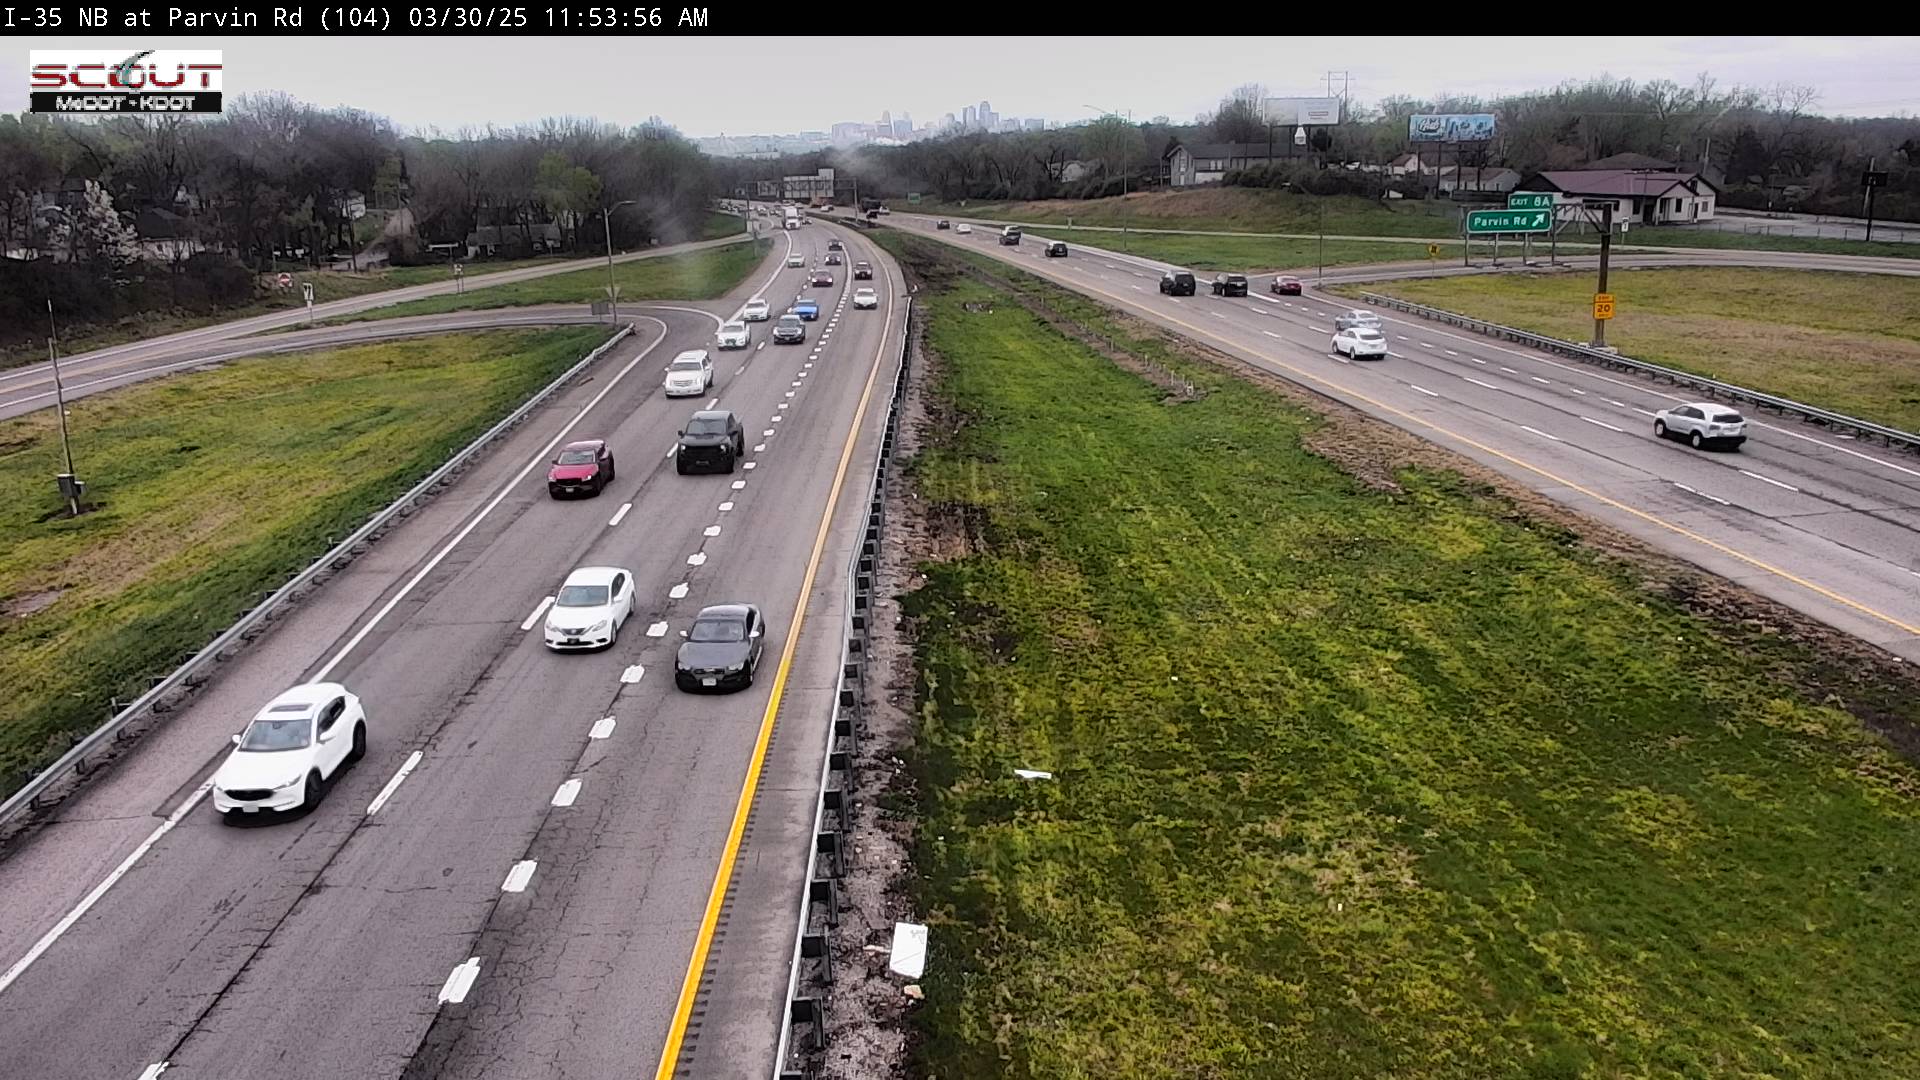 I-35 NB at Parvin Rd (104) 03/30/25 11:53:56 AM
SCOUT
MoDOT - KDOT
EXIT 8A
Parvin Rd
EXIT
20